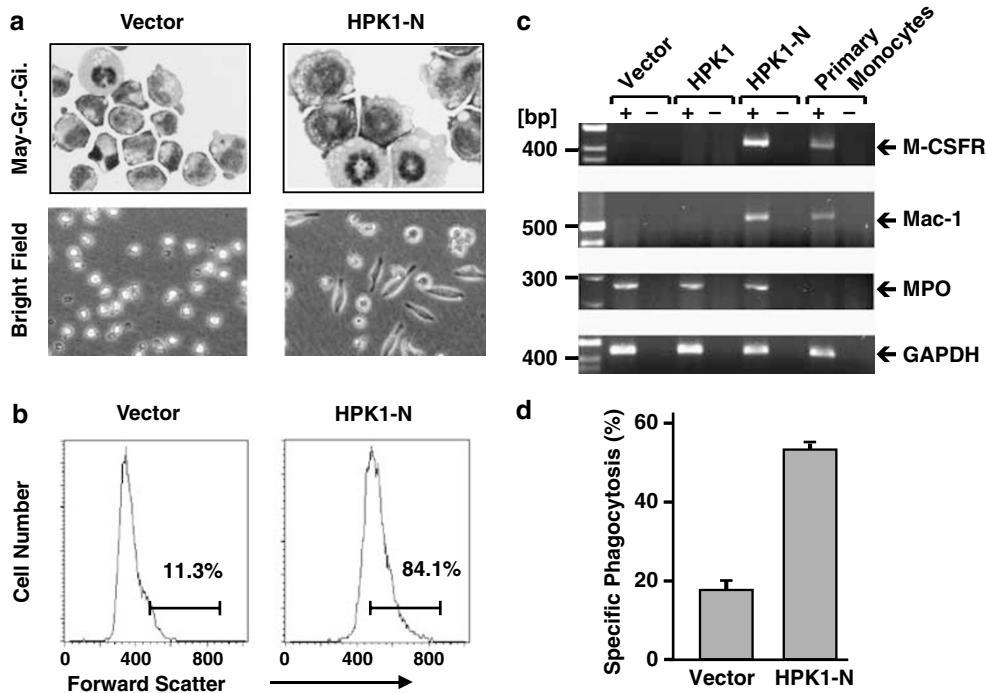 a
Vector
HPK1-N
May-Gr.-Gi.
Bright Field
b
Vector
HPK1-N
Cell Number
11.3%
84.1%
0 400 800
0 400 800
Forward Scatter
c
Vector
HPK1
HPK1-N
Primary
Monocytes
[bp]
+ – + – + – + –
400
M-CSFR
500
Mac-1
300
MPO
400
GAPDH
d
Specific Phagocytosis (%)
60
40
20
0
Vector
HPK1-N